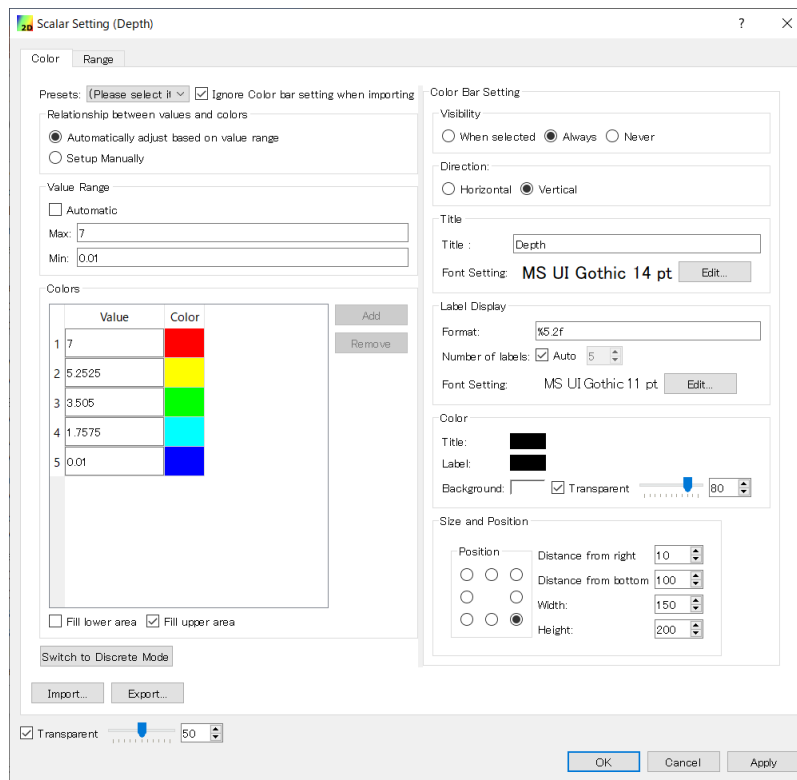 Scalar Setting (Depth)
Color Range
Presets: (Please select it Ignore Color bar setting when importing
Relationship between values and colors
Automatically adjust based on value range
Setup Manually
Value Range
Automatic
Max: 7
Min: 0.01
Colors
Value Color
1 7
2 5.2525
3 3.505
4 1.7575
5 0.01
Add
Remove
Fill lower area Fill upper area
Switch to Discrete Mode
Import... Export...
Transparent 50
Color Bar Setting
Visibility
When selected Always Never
Direction:
Horizontal Vertical
Title
Title : Depth
Font Setting: MS UI Gothic 14 pt Edit...
Label Display
Format: %5.2f
Number of labels: Auto 5
Font Setting: MS UI Gothic 11 pt Edit...
Color
Title:
Label:
Background: Transparent 80
Size and Position
Position
Distance from right 10
Distance from bottom 100
Width: 150
Height: 200
OK Cancel Apply